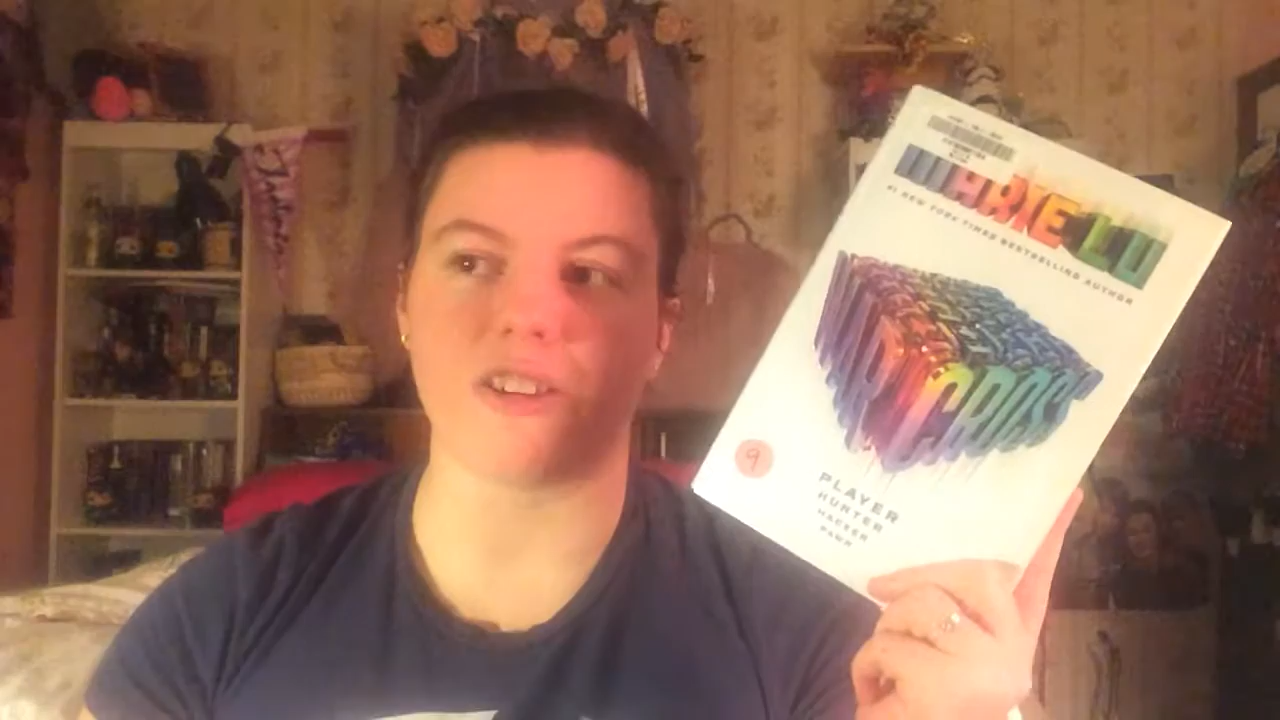 MARIE LU
#1 NEW YORK TIMES BESTSELLING AUTHOR
WARCROSS
9
PLAYER
HUNTER
HACKER
PAWN